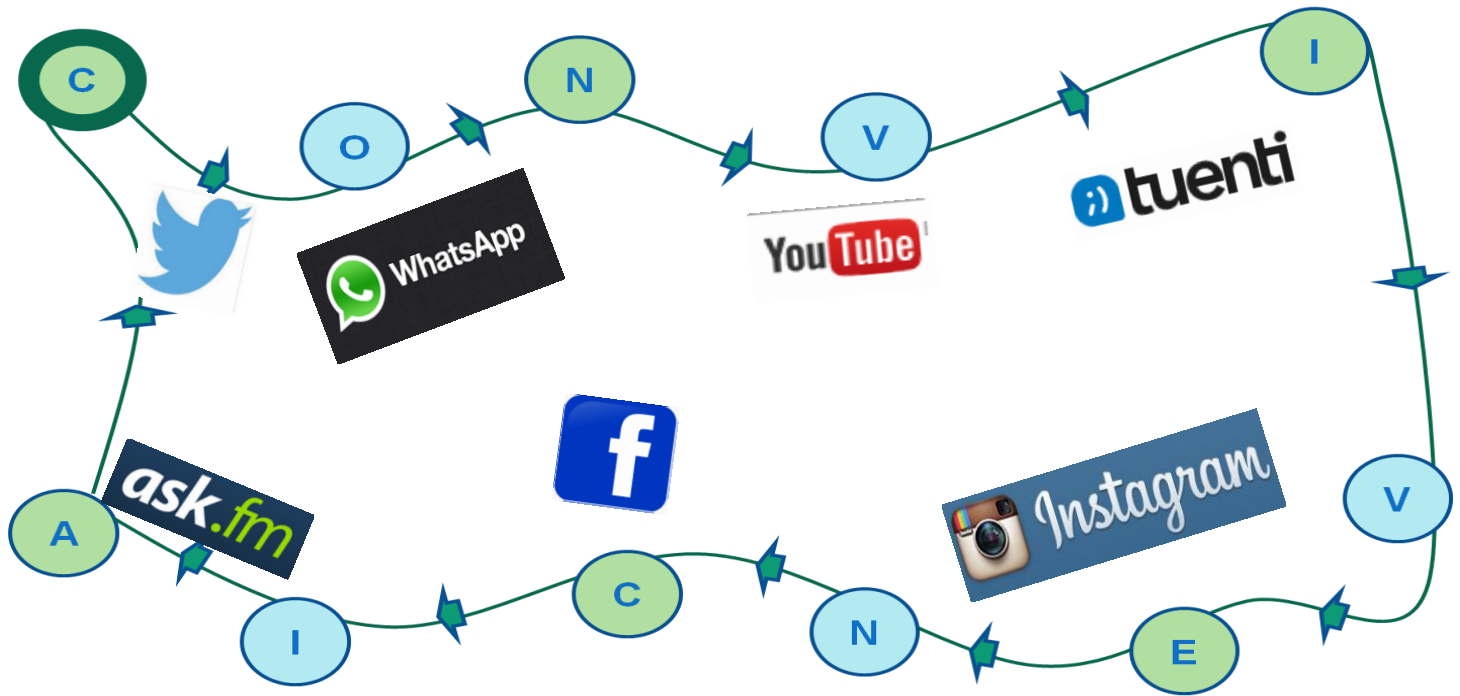 C
O
N
V
I
V
E
N
C
I
A
WhatsApp
YouTube
;) tuenti
f
ask.fm
Instagram